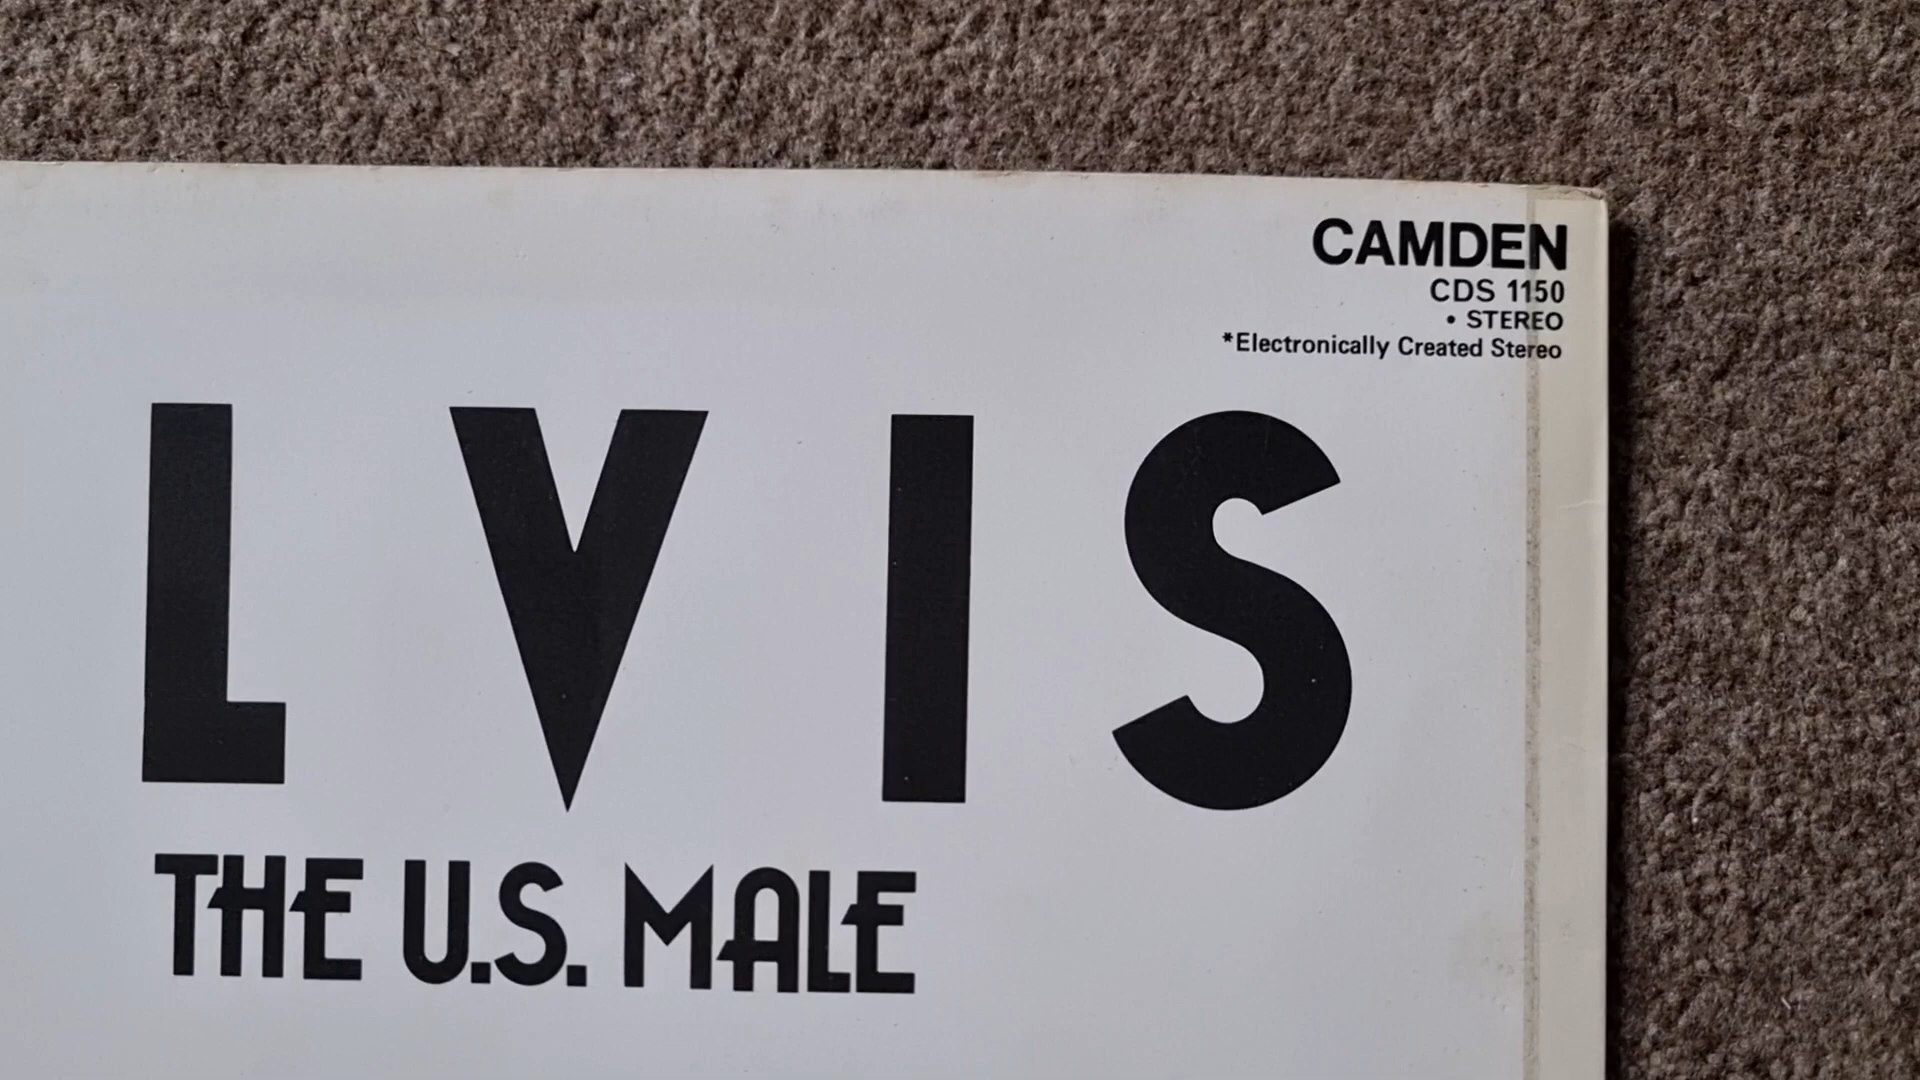 CAMDEN
CDS 1150
• STEREO
*Electronically Created Stereo
LVIS
THE U.S. MALE